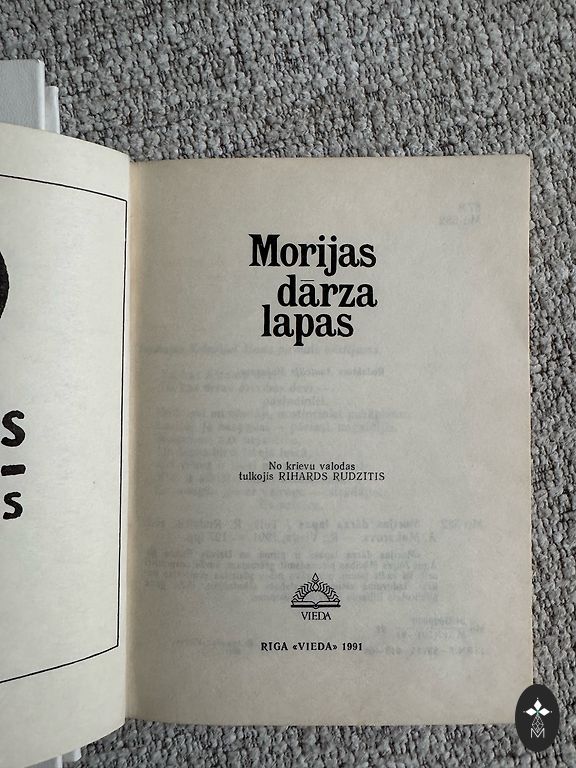 S
-
S
Morijas
dārza
lapas
No krievu valodas
tulkojis RIHARDS RUDZĪTIS
VIEDA
RĪGA «VIEDA» 1991
M